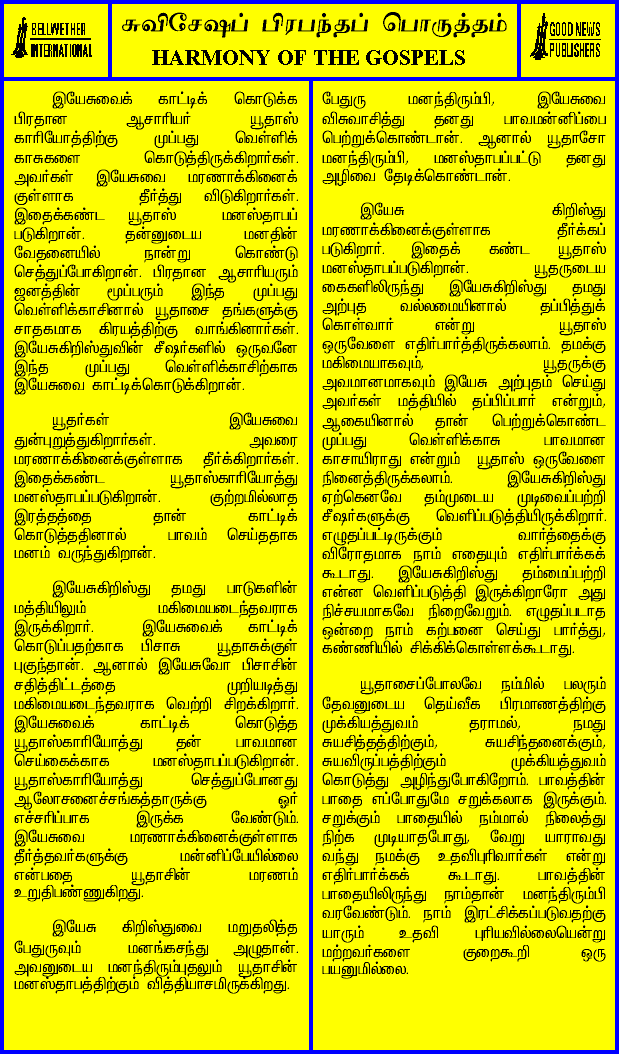 BELLWETHER
INTERNATIONAL
சுவிசேஷப் பிரபந்தப் பொருத்தம்
HARMONY OF THE GOSPELS
GOOD NEWS
PUBLISHERS
இயேசுவைக் காட்டிக் கொடுக்க
பிரதான ஆசாரியர் யூதாஸ்
காரியோத்திற்கு முப்பது வெள்ளிக்
காசுகளை கொடுத்திருக்கிறார்கள்.
அவர்கள் இயேசுவை மரணாக்கினைக்
குள்ளாக தீர்த்து விடுகிறார்கள்.
இதைக்கண்ட யூதாஸ் மனஸ்தாபப்
படுகிறான். தன்னுடைய மனதின்
வேதனையில் நான்று கொண்டு
செத்துப்போகிறான். பிரதான ஆசாரியரும்
ஜனத்தின் மூப்பரும் இந்த முப்பது
வெள்ளிக்காசினால் யூதாசை தங்களுக்கு
சாதகமாக கிரயத்திற்கு வாங்கினார்கள்.
இயேசுகிறிஸ்துவின் சீஷர்களில் ஒருவனே
இந்த முப்பது வெள்ளிக்காசிற்காக
இயேசுவை காட்டிக்கொடுக்கிறான்.
யூதர்கள் இயேசுவை
துன்புறுத்துகிறார்கள். அவரை
மரணாக்கினைக்குள்ளாக தீர்க்கிறார்கள்.
இதைக்கண்ட யூதாஸ்காரியோத்து
மனஸ்தாபப்படுகிறான். குற்றமில்லாத
இரத்தத்தை தான் காட்டிக்
கொடுத்ததினால் பாவம் செய்ததாக
மனம் வருந்துகிறான்.
இயேசுகிறிஸ்து தமது பாடுகளின்
மத்தியிலும் மகிமையடைந்தவராக
இருக்கிறார். இயேசுவைக் காட்டிக்
கொடுப்பதற்காக பிசாசு யூதாசுக்குள்
புகுந்தான். ஆனால் இயேசுவோ பிசாசின்
சதித்திட்டத்தை முறியடித்து
மகிமையடைந்தவராக வெற்றி சிறக்கிறார்.
இயேசுவைக் காட்டிக் கொடுத்த
யூதாஸ்காரியோத்து தன் பாவமான
செய்கைக்காக மனஸ்தாபப்படுகிறான்.
யூதாஸ்காரியோத்து செத்துப்போனது
ஆலோசனைச்சங்கத்தாருக்கு ஓர்
எச்சரிப்பாக இருக்க வேண்டும்.
இயேசுவை மரணாக்கினைக்குள்ளாக
தீர்த்தவர்களுக்கு மன்னிப்பேயில்லை
என்பதை யூதாசின் மரணம்
உறுதிபண்ணுகிறது.
இயேசு கிறிஸ்துவை மறுதலித்த
பேதுருவும் மனங்கசந்து அழுதான்.
அவனுடைய மனந்திரும்புதலும் யூதாசின்
மனஸ்தாபத்திற்கும் வித்தியாசமிருக்கிறது.
பேதுரு மனந்திரும்பி, இயேசுவை
விசுவாசித்து தனது பாவமன்னிப்பை
பெற்றுக்கொண்டான். ஆனால் யூதாசோ
மனந்திரும்பி, மனஸ்தாபப்பட்டு தனது
அழிவை தேடிக்கொண்டான்.
இயேசு கிறிஸ்து
மரணாக்கினைக்குள்ளாக தீர்க்கப்
படுகிறார். இதைக் கண்ட யூதாஸ்
மனஸ்தாபப்படுகிறான். யூதருடைய
கைகளிலிருந்து இயேசுகிறிஸ்து தமது
அற்புத வல்லமையினால் தப்பித்துக்
கொள்வார் என்று யூதாஸ்
ஒருவேளை எதிர்பார்த்திருக்கலாம். தமக்கு
மகிமையாகவும், யூதருக்கு
அவமானமாகவும் இயேசு அற்புதம் செய்து
அவர்கள் மத்தியில் தப்பிப்பார் என்றும்,
ஆகையினால் தான் பெற்றுக்கொண்ட
முப்பது வெள்ளிக்காசு பாவமான
காசாயிராது என்றும் யூதாஸ் ஒருவேளை
நினைத்திருக்கலாம். இயேசுகிறிஸ்து
ஏற்கெனவே தம்முடைய முடிவைப்பற்றி
சீஷர்களுக்கு வெளிப்படுத்தியிருக்கிறார்.
எழுதப்பட்டிருக்கும் வார்த்தைக்கு
விரோதமாக நாம் எதையும் எதிர்பார்க்கக்
கூடாது. இயேசுகிறிஸ்து தம்மைப்பற்றி
என்ன வெளிப்படுத்தி இருக்கிறாரோ அது
நிச்சயமாகவே நிறைவேறும். எழுதப்படாத
ஒன்றை நாம் கற்பனை செய்து பார்த்து,
கண்ணியில் சிக்கிக்கொள்ளக்கூடாது.
யூதாசைப்போலவே நம்மில் பலரும்
தேவனுடைய தெய்வீக பிரமாணத்திற்கு
முக்கியத்துவம் தராமல், நமது
சுயசித்தத்திற்கும், சுயசிந்தனைக்கும்,
சுயவிருப்பத்திற்கும் முக்கியத்துவம்
கொடுத்து அழிந்துபோகிறோம். பாவத்தின்
பாதை எப்போதுமே சறுக்கலாக இருக்கும்.
சறுக்கும் பாதையில் நம்மால் நிலைத்து
நிற்க முடியாதபோது, வேறு யாராவது
வந்து நமக்கு உதவிபுரிவார்கள் என்று
எதிர்பார்க்கக் கூடாது. பாவத்தின்
பாதையிலிருந்து நாம்தான் மனந்திரும்பி
வரவேண்டும். நாம் இரட்சிக்கப்படுவதற்கு
யாரும் உதவி புரியவில்லையென்று
மற்றவர்களை குறைகூறி ஒரு
பயனுமில்லை.